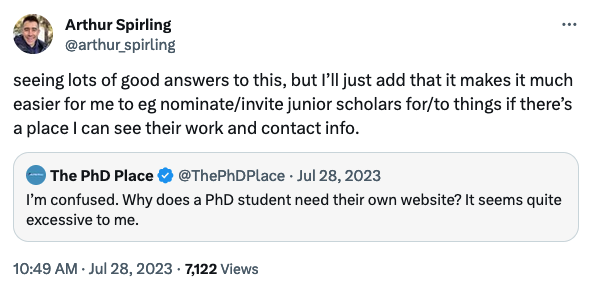 Arthur Spirling
@arthur_spirling
seeing lots of good answers to this, but I’ll just add that it makes it much
easier for me to eg nominate/invite junior scholars for/to things if there’s
a place I can see their work and contact info.
The PhD Place @ThePhDPlace · Jul 28, 2023
I’m confused. Why does a PhD student need their own website? It seems quite
excessive to me.
10:49 AM · Jul 28, 2023 · 7,122 Views